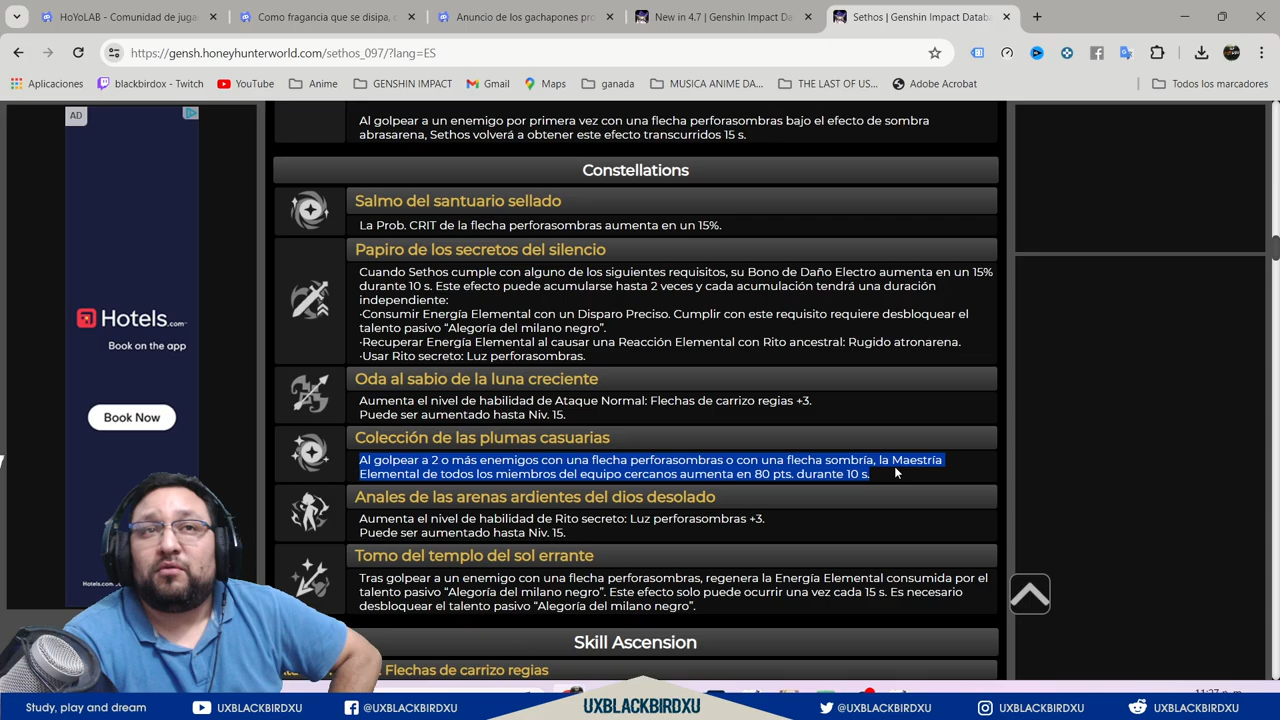 HoYoLAB - Comunidad de juga
Como fragancia que se disipa, c
Anuncio de los gachapones pro
New in 4.7 | Genshin Impact Dat
Sethos | Genshin Impact Databa
https://gensh.honeyhunterworld.com/sethos_097/?lang=ES
Aplicaciones
blackbirdox - Twitch
YouTube
Anime
GENSHIN IMPACT
Gmail
Maps
ganada
MUSICA ANIME DA...
THE LAST OF US...
Adobe Acrobat
Todos los marcadores
AD
Hotels.com
Book on the app
Book Now
Al golpear a un enemigo por primera vez con una flecha perforasombras bajo el efecto de sombra
abrasarena, Sethos volverá a obtener este efecto transcurridos 15 s.
Constellations
Salmo del santuario sellado
La Prob. CRIT de la flecha perforasombras aumenta en un 15%.
Papiro de los secretos del silencio
Cuando Sethos cumple con alguno de los siguientes requisitos, su Bono de Daño Electro aumenta en un 15%
durante 10 s. Este efecto puede acumularse hasta 2 veces y cada acumulación tendrá una duración
independiente:
·Consumir Energía Elemental con un Disparo Preciso. Cumplir con este requisito requiere desbloquear el
talento pasivo “Alegoría del milano negro”.
·Recuperar Energía Elemental al causar una Reacción Elemental con Rito ancestral: Rugido atronarena.
·Usar Rito secreto: Luz perforasombras.
Oda al sabio de la luna creciente
Aumenta el nivel de habilidad de Ataque Normal: Flechas de carrizo regias +3.
Puede ser aumentado hasta Niv. 15.
Colección de las plumas casuarias
Al golpear a 2 o más enemigos con una flecha perforasombras o con una flecha sombría, la Maestría
Elemental de todos los miembros del equipo cercanos aumenta en 80 pts. durante 10 s.
Anales de las arenas ardientes del dios desolado
Aumenta el nivel de habilidad de Rito secreto: Luz perforasombras +3.
Puede ser aumentado hasta Niv. 15.
Tomo del templo del sol errante
Tras golpear a un enemigo con una flecha perforasombras, regenera la Energía Elemental consumida por el
talento pasivo “Alegoría del milano negro”. Este efecto solo puede ocurrir una vez cada 15 s. Es necesario
desbloquear el talento pasivo “Alegoría del milano negro”.
Skill Ascension
Flechas de carrizo regias
Study, play and dream
UXBLACKBIRDXU
@UXBLACKBIRDXU
UXBLACKBIRDXU
@UXBLACKBIRDXU
UXBLACKBIRDXU
UXBLACKBIRDXU